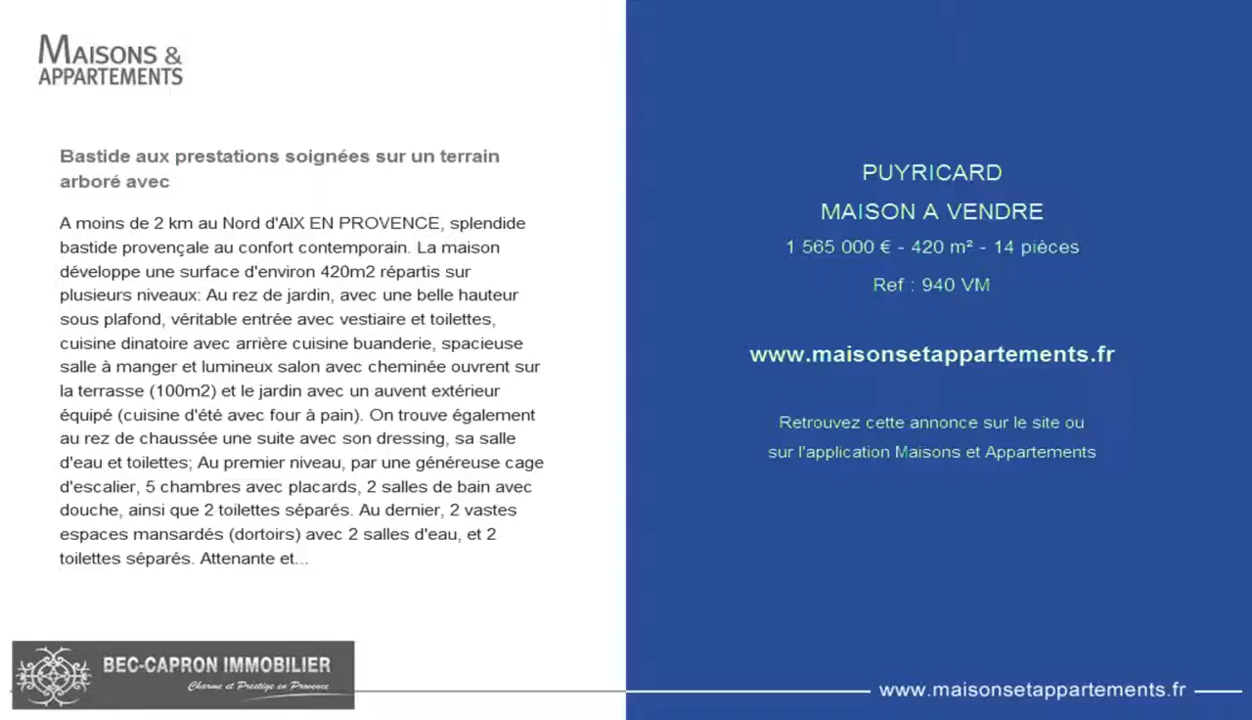 MAISONS &
APPARTEMENTS
Bastide aux prestations soignées sur un terrain
arboré avec
A moins de 2 km au Nord d'AIX EN PROVENCE, splendide
bastide provençale au confort contemporain. La maison
développe une surface d'environ 420m2 répartis sur
plusieurs niveaux: Au rez de jardin, avec une belle hauteur
sous plafond, véritable entrée avec vestiaire et toilettes,
cuisine dinatoire avec arrière cuisine buanderie, spacieuse
salle à manger et lumineux salon avec cheminée ouvrent sur
la terrasse (100m2) et le jardin avec un auvent extérieur
équipé (cuisine d'été avec four à pain). On trouve également
au rez de chaussée une suite avec son dressing, sa salle
d'eau et toilettes; Au premier niveau, par une généreuse cage
d'escalier, 5 chambres avec placards, 2 salles de bain avec
douche, ainsi que 2 toilettes séparés. Au dernier, 2 vastes
espaces mansardés (dortoirs) avec 2 salles d'eau, et 2
toilettes séparés. Attenante et...
BEC-CAPRON IMMOBILIER
Charme et Prestige en Provence
PUYRICARD
MAISON A VENDRE
1 565 000 € - 420 m² - 14 pièces
Ref : 940 VM
www.maisonsetappartements.fr
Retrouvez cette annonce sur le site ou
sur l'application Maisons et Appartements
www.maisonsetappartements.fr